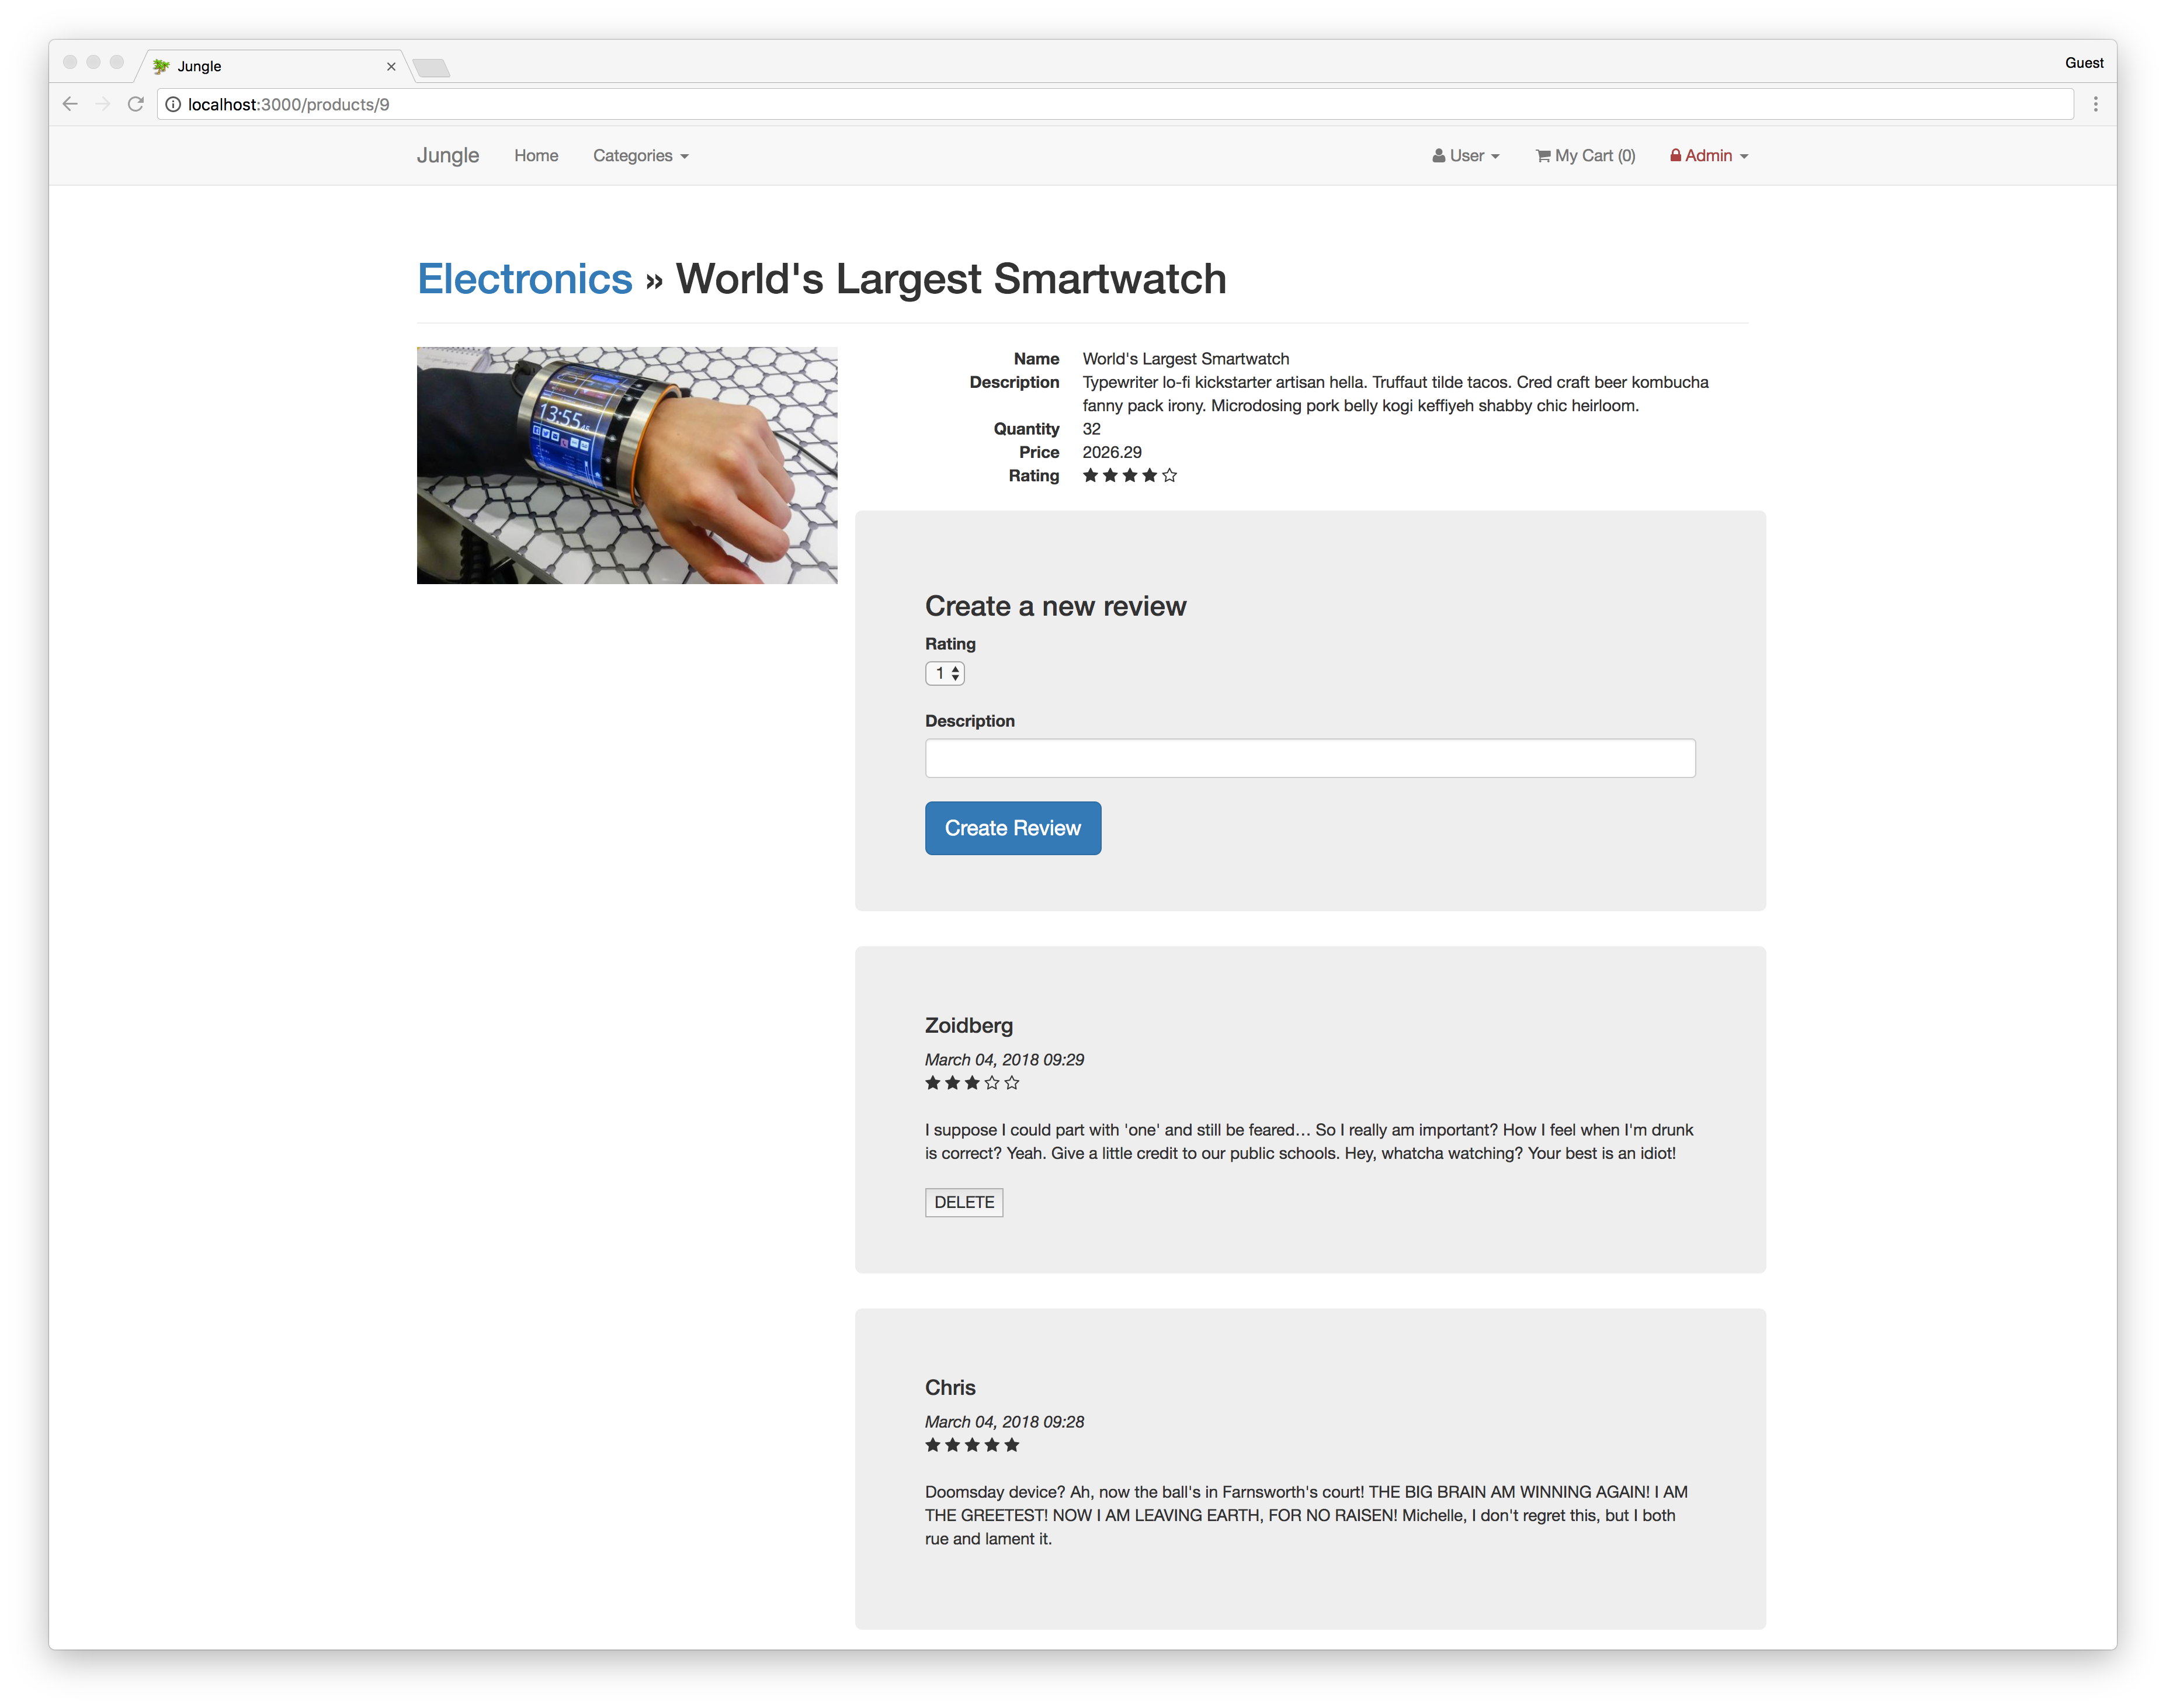 Jungle
Guest
localhost:3000/products/9
Jungle Home Categories User My Cart (0) Admin
Electronics » World's Largest Smartwatch
13:55
Name World's Largest Smartwatch
Description Typewriter lo-fi kickstarter artisan hella. Truffaut tilde tacos. Cred craft beer kombucha
fanny pack irony. Microdosing pork belly kogi keffiyeh shabby chic heirloom.
Quantity 32
Price 2026.29
Rating
Create a new review
Rating
1
Description
Create Review
Zoidberg
March 04, 2018 09:29
I suppose I could part with 'one' and still be feared… So I really am important? How I feel when I'm drunk
is correct? Yeah. Give a little credit to our public schools. Hey, whatcha watching? Your best is an idiot!
DELETE
Chris
March 04, 2018 09:28
Doomsday device? Ah, now the ball's in Farnsworth's court! THE BIG BRAIN AM WINNING AGAIN! I AM
THE GREETEST! NOW I AM LEAVING EARTH, FOR NO RAISEN! Michelle, I don't regret this, but I both
rue and lament it.